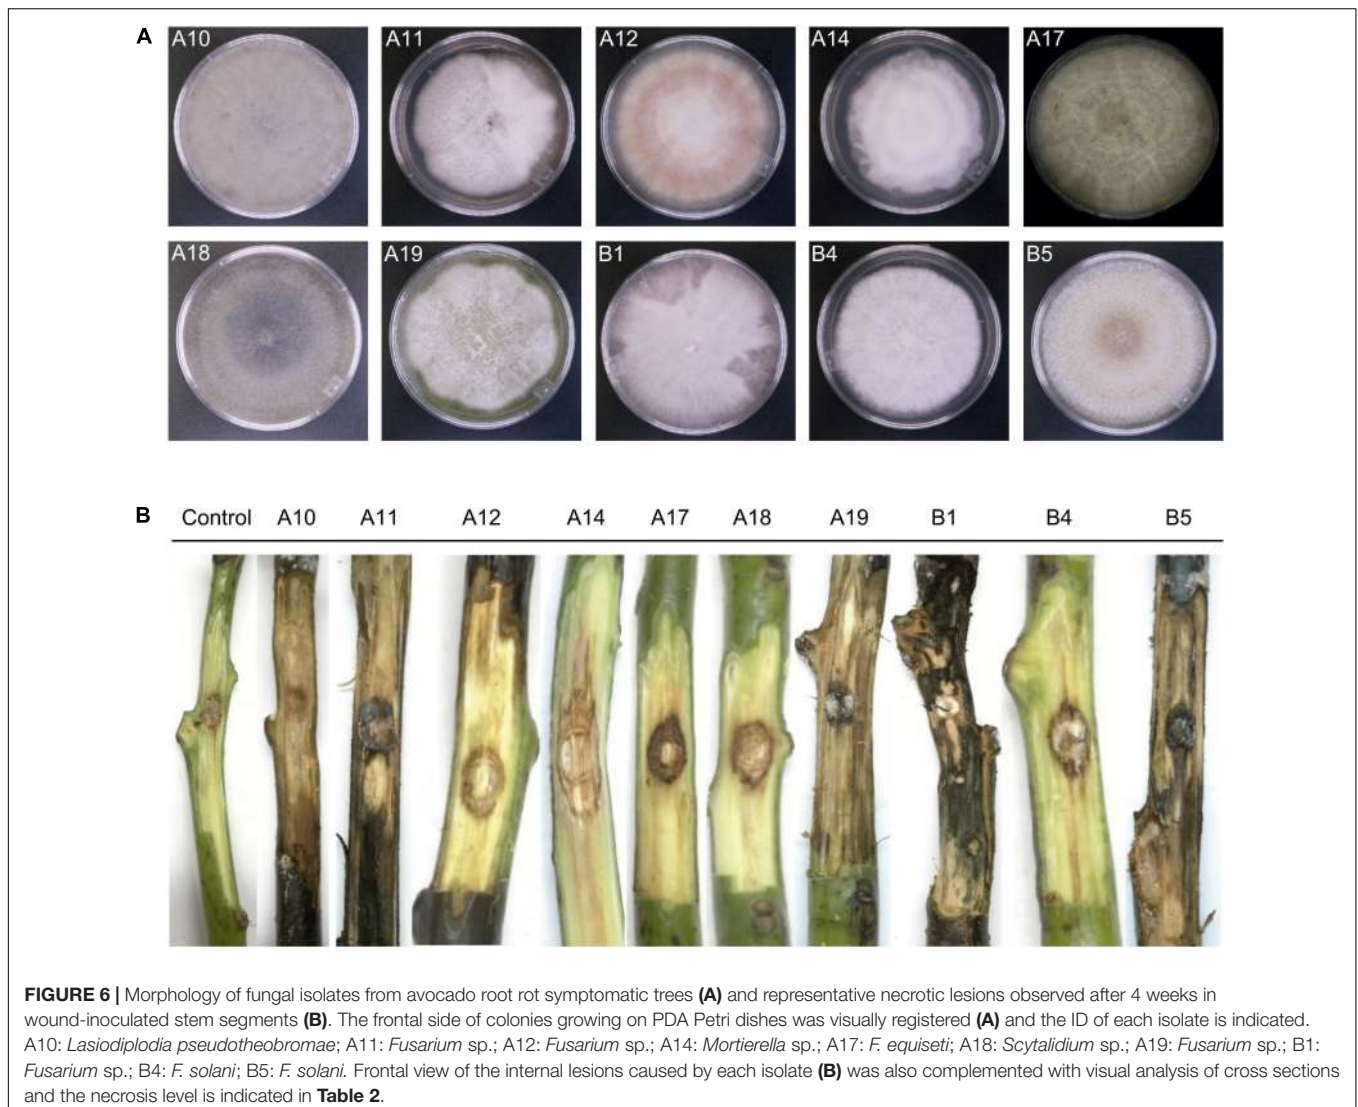 A
A10 A11 A12 A14 A17
A18 A19 B1 B4 B5
B
Control A10 A11 A12 A14 A17 A18 A19 B1 B4 B5
FIGURE 6 | Morphology of fungal isolates from avocado root rot symptomatic trees (A) and representative necrotic lesions observed after 4 weeks in
wound-inoculated stem segments (B). The frontal side of colonies growing on PDA Petri dishes was visually registered (A) and the ID of each isolate is indicated.
A10: Lasiodiplodia pseudotheobromae; A11: Fusarium sp.; A12: Fusarium sp.; A14: Mortierella sp.; A17: F. equiseti; A18: Scytalidium sp.; A19: Fusarium sp.; B1:
Fusarium sp.; B4: F. solani; B5: F. solani. Frontal view of the internal lesions caused by each isolate (B) was also complemented with visual analysis of cross sections
and the necrosis level is indicated in Table 2.